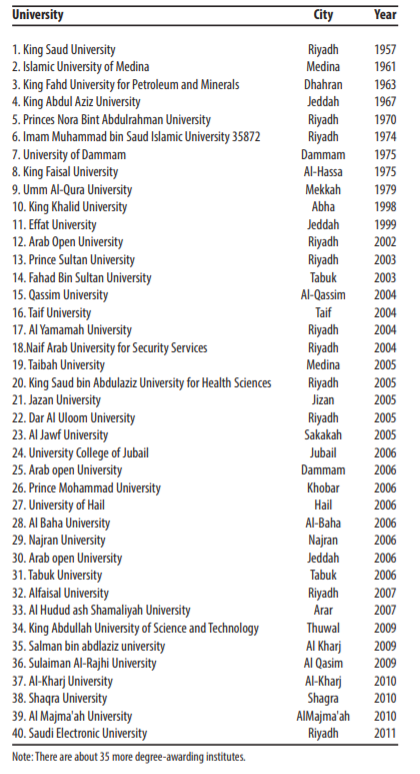 University City Year
1. King Saud University Riyadh 1957
2. Islamic University of Medina Medina 1961
3. King Fahd University for Petroleum and Minerals Dhahran 1963
4. King Abdul Aziz University Jeddah 1967
5. Princes Nora Bint Abdulrahman University Riyadh 1970
6. Imam Muhammad bin Saud Islamic University 35872 Riyadh 1974
7. University of Dammam Dammam 1975
8. King Faisal University Al-Hassa 1975
9. Umm Al-Qura University Mekkah 1979
10. King Khalid University Abha 1998
11. Effat University Jeddah 1999
12. Arab Open University Riyadh 2002
13. Prince Sultan University Riyadh 2003
14. Fahad Bin Sultan University Tabuk 2003
15. Qassim University Al-Qassim 2004
16. Taif University Taif 2004
17. Al Yamamah University Riyadh 2004
18.Naif Arab University for Security Services Riyadh 2004
19. Taibah University Medina 2005
20. King Saud bin Abdulaziz University for Health Sciences Riyadh 2005
21. Jazan University Jizan 2005
22. Dar Al Uloom University Riyadh 2005
23. Al Jawf University Sakakah 2005
24. University College of Jubail Jubail 2006
25. Arab open University Dammam 2006
26. Prince Mohammad University Khobar 2006
27. University of Hail Hail 2006
28. Al Baha University Al-Baha 2006
29. Najran University Najran 2006
30. Arab open University Jeddah 2006
31. Tabuk University Tabuk 2006
32. Alfaisal University Riyadh 2007
33. Al Hudud ash Shamaliyah University Arar 2007
34. King Abdullah University of Science and Technology Thuwal 2009
35. Salman bin abdlaziz university Al Kharj 2009
36. Sulaiman Al-Rajhi University Al Qasim 2009
37. Al-Kharj University Al-Kharj 2010
38. Shaqra University Shagra 2010
39. Al Majma'ah University AlMajma'ah 2010
40. Saudi Electronic University Riyadh 2011
Note: There are about 35 more degree-awarding institutes.